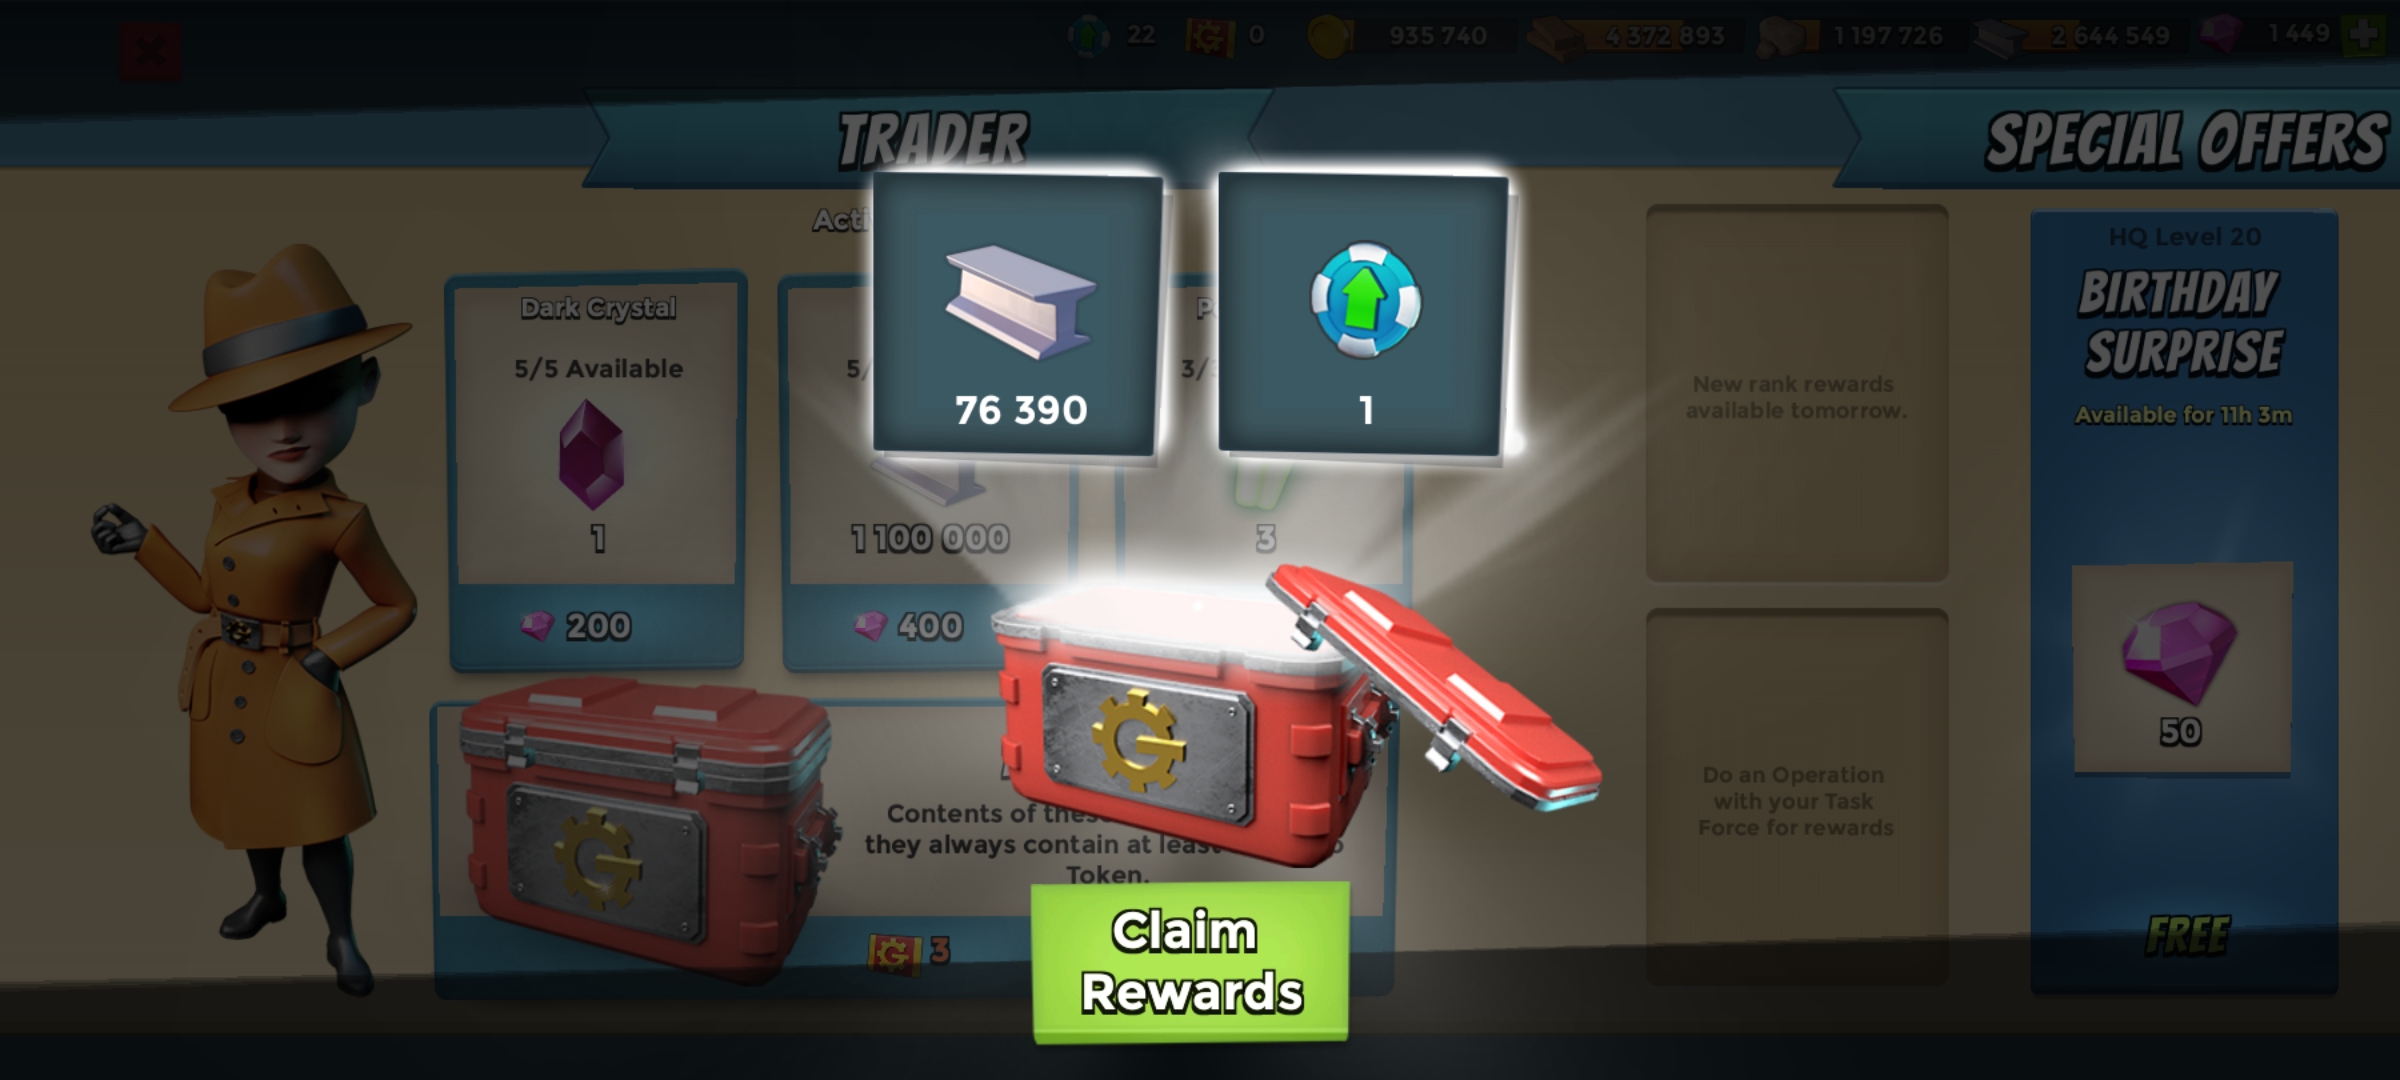 22
0
935 740
4 372 893
1 197 726
2 644 549
1 449
TRADER
SPECIAL OFFERS
Dark Crystal
5/5 Available
1
200
1 100 000
400
3
76 390
1
Contents of
they always contain at least
Token.
3
Claim
Rewards
New rank rewards
available tomorrow.
Do an Operation
with your Task
Force for rewards
HQ Level 20
BIRTHDAY
SURPRISE
Available for 11h 3m
50
FREE